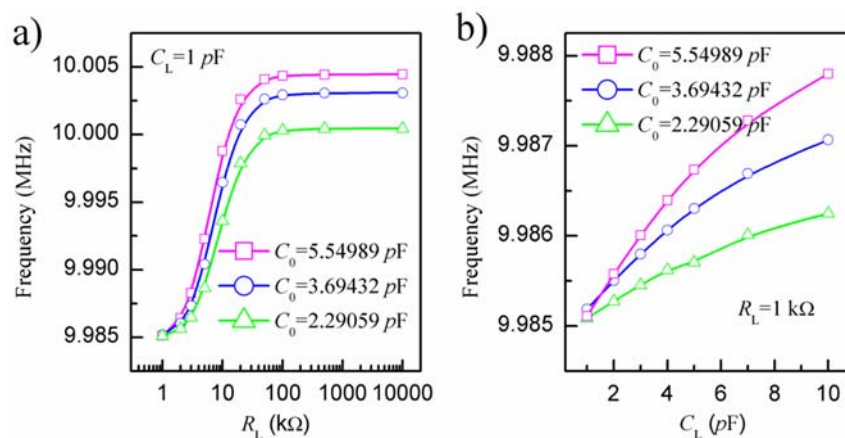 a)
C_L=1 pF
10.005
10.000
9.995
9.990
9.985
Frequency (MHz)
C_0=5.54989 pF
C_0=3.69432 pF
C_0=2.29059 pF
1 10 100 1000 10000
R_L (kΩ)
b)
9.988
9.987
9.986
9.985
Frequency (MHz)
C_0=5.54989 pF
C_0=3.69432 pF
C_0=2.29059 pF
R_L=1 kΩ
2 4 6 8 10
C_L (pF)